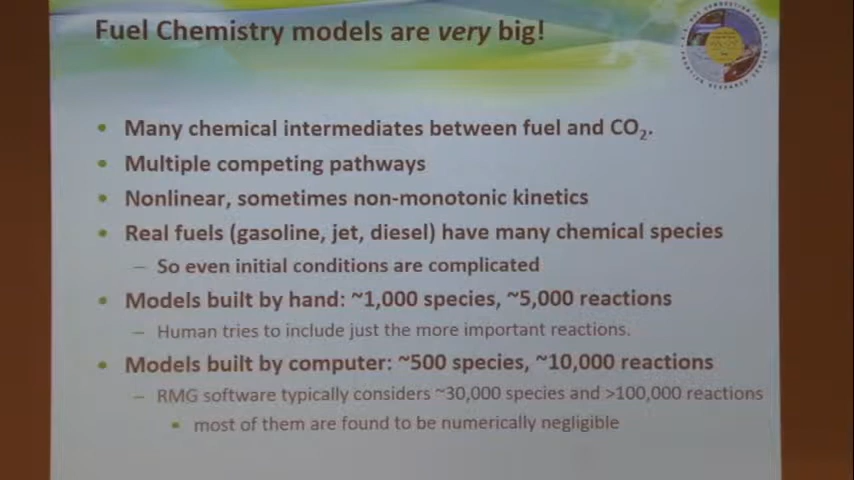 Fuel Chemistry models are very big!
• Many chemical intermediates between fuel and CO₂.
• Multiple competing pathways
• Nonlinear, sometimes non-monotonic kinetics
• Real fuels (gasoline, jet, diesel) have many chemical species
– So even initial conditions are complicated
• Models built by hand: ~1,000 species, ~5,000 reactions
– Human tries to include just the more important reactions.
• Models built by computer: ~500 species, ~10,000 reactions
– RMG software typically considers ~30,000 species and >100,000 reactions
▪ most of them are found to be numerically negligible